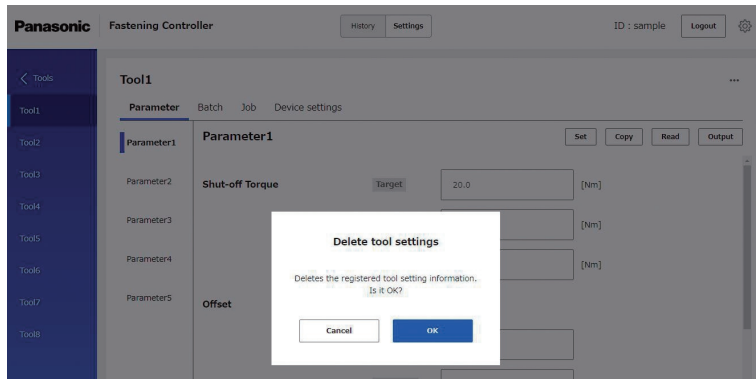 Panasonic Fastening Controller History Settings ID : sample Logout
Tools
Tool1
Tool2
Tool3
Tool4
Tool5
Tool6
Tool7
Tool8
Tool1
...
Parameter Batch Job Device settings
Parameter1
Parameter2
Parameter3
Parameter4
Parameter5
Parameter1 Set Copy Read Output
Shut-off Torque Target 20.0 [Nm]
[Nm]
[Nm]
Offset
Delete tool settings
Deletes the registered tool setting information.
Is it OK?
Cancel OK